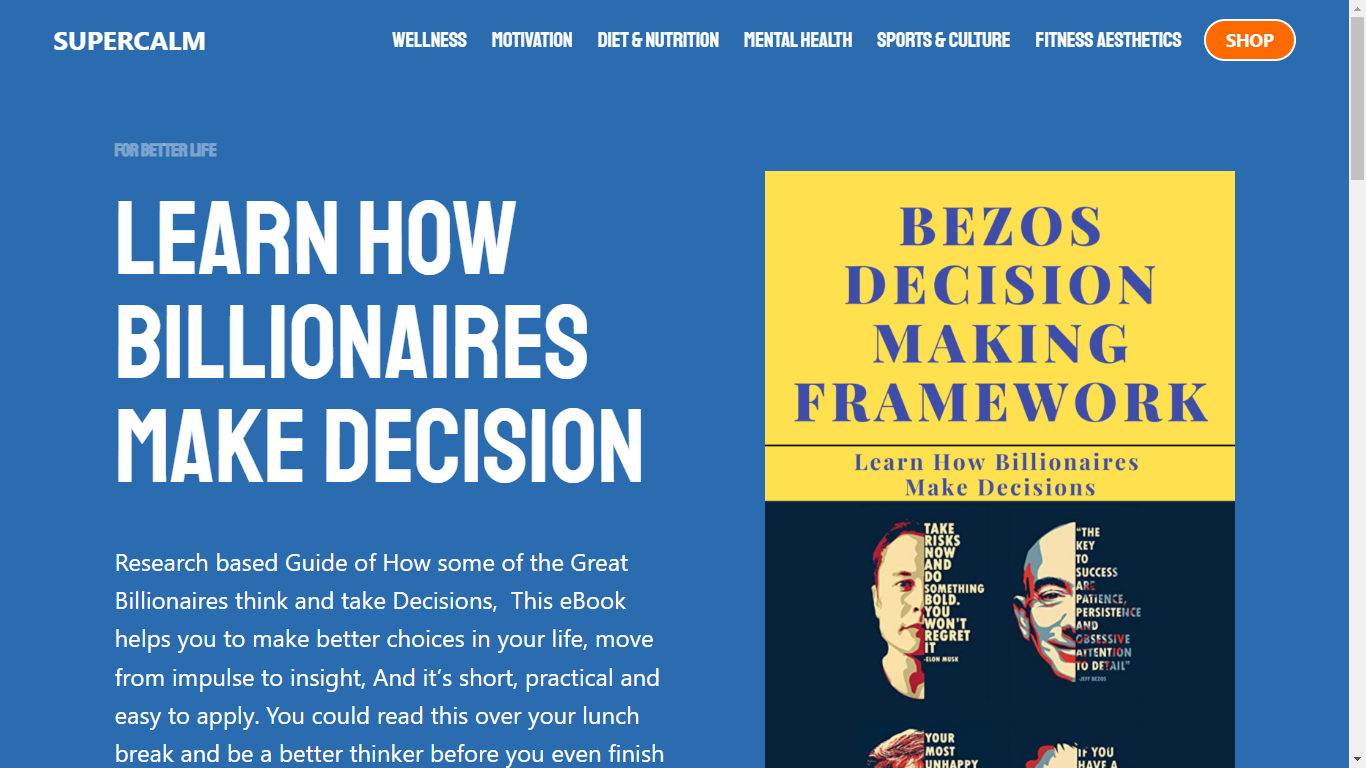 SUPERCALM
WELLNESS MOTIVATION DIET & NUTRITION MENTAL HEALTH SPORTS & CULTURE FITNESS AESTHETICS SHOP
FOR BETTER LIFE
LEARN HOW
BILLIONAIRES
MAKE DECISION
Research based Guide of How some of the Great
Billionaires think and take Decisions,  This eBook
helps you to make better choices in your life, move
from impulse to insight, And it’s short, practical and
easy to apply. You could read this over your lunch
break and be a better thinker before you even finish
BEZOS
DECISION
MAKING
FRAMEWORK
Learn How Billionaires
Make Decisions
TAKE
RISKS
NOW
AND
DO
SOMETHING
BOLD.
YOU
WON'T
REGRET
IT
-ELON MUSK
"THE
KEY
TO
SUCCESS
ARE
PATIENCE,
PERSISTENCE
AND
OBSESSIVE
ATTENTION
TO DETAIL"
-JEFF BEZOS
YOUR
MOST
UNHAPPY
IF YOU
HAVE A